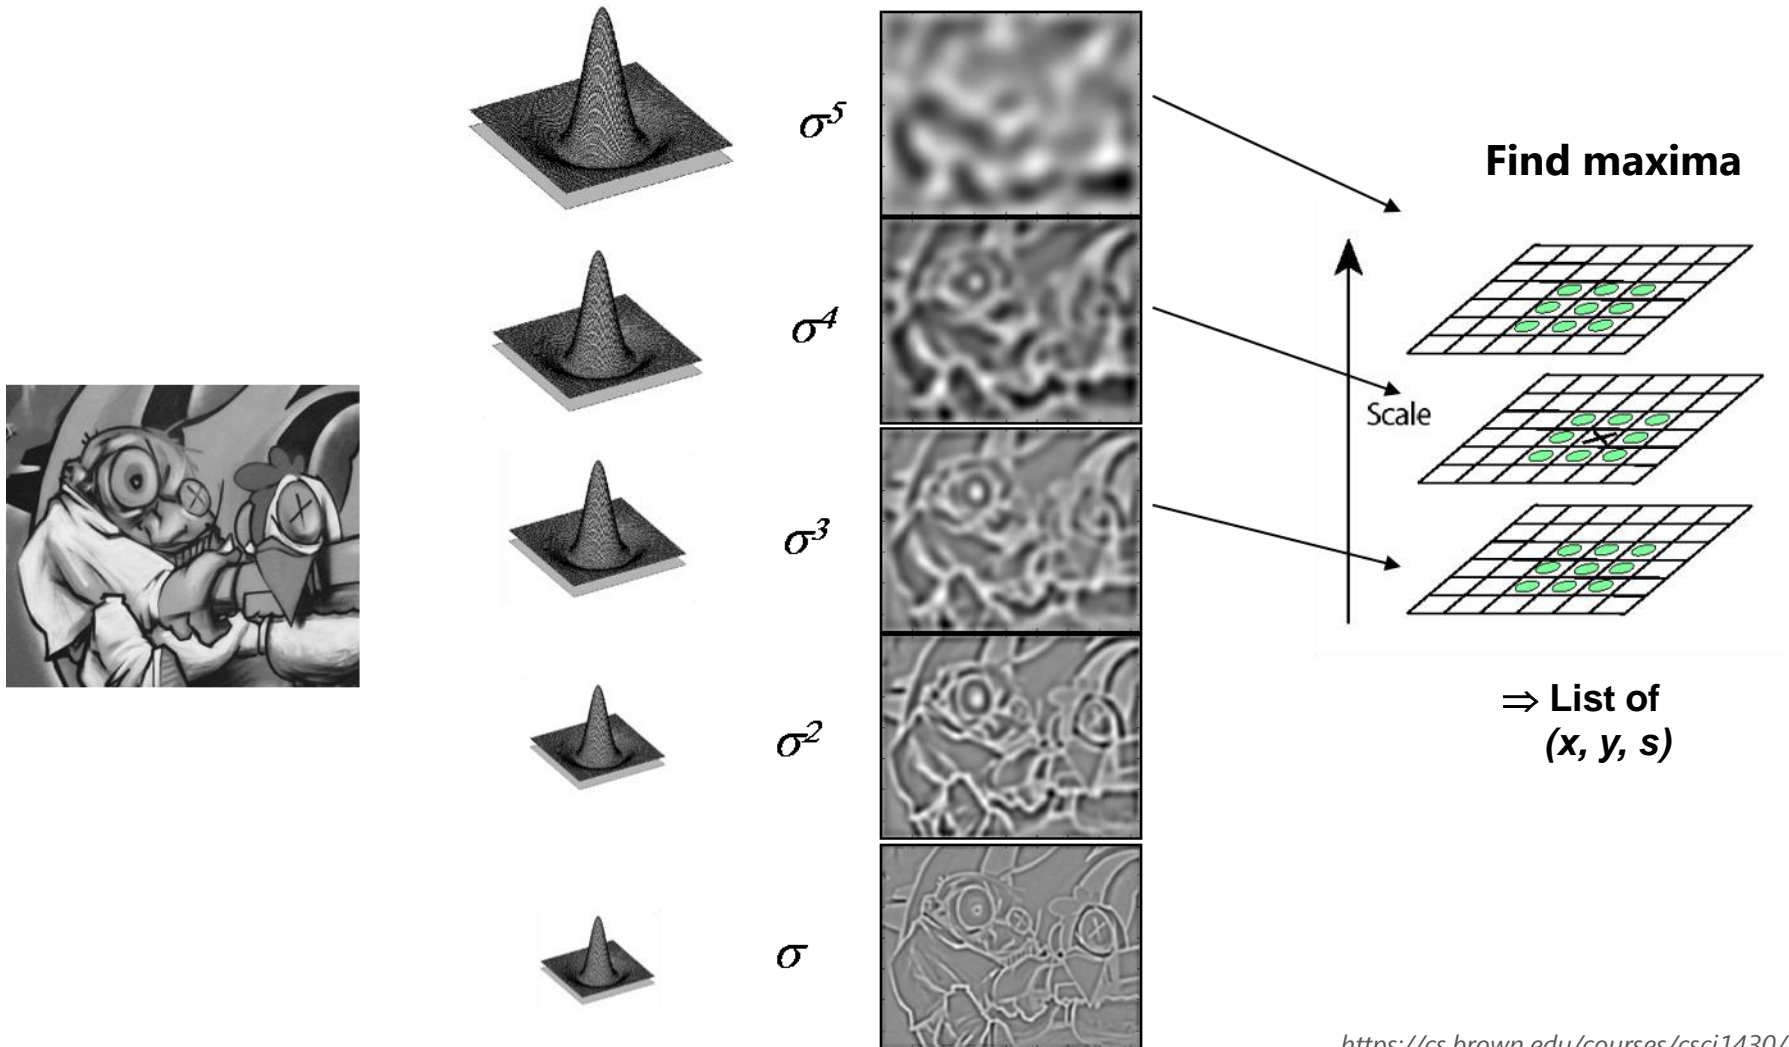 σ⁵
Find maxima
σ⁴
Scale
σ³
⇒ List of
(x, y, s)
σ²
σ
https://cs.brown.edu/courses/csci1430/